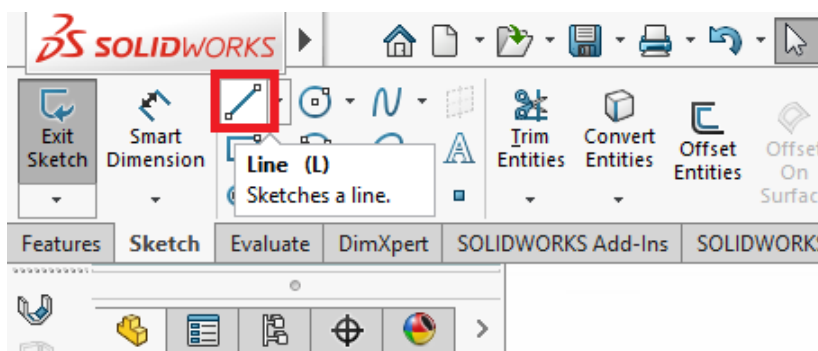 SOLIDWORKS
Exit Sketch
Smart Dimension
Line (L)
Sketches a line.
Trim Entities
Convert Entities
Offset Entities
Offset On
Features Sketch Evaluate DimXpert SOLIDWORKS Add-Ins SOLIDWORKS